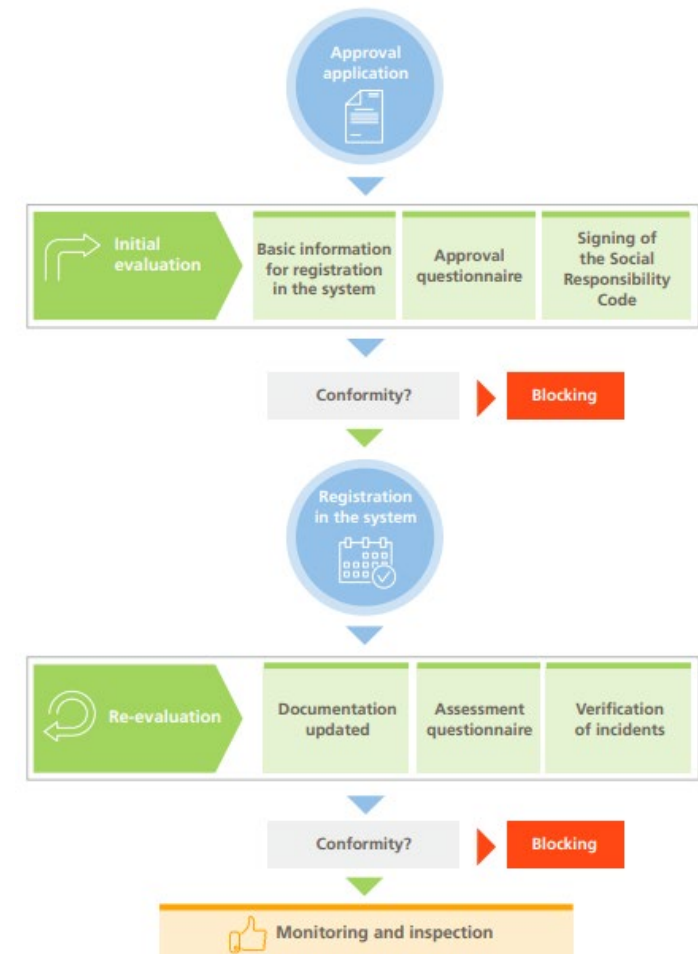 Approval
application
Initial
evaluation
Basic information
for registration
in the system
Approval
questionnaire
Signing of
the Social
Responsibility
Code
Conformity?
Blocking
Registration
in the system
Re-evaluation
Documentation
updated
Assessment
questionnaire
Verification
of incidents
Conformity?
Blocking
Monitoring and inspection